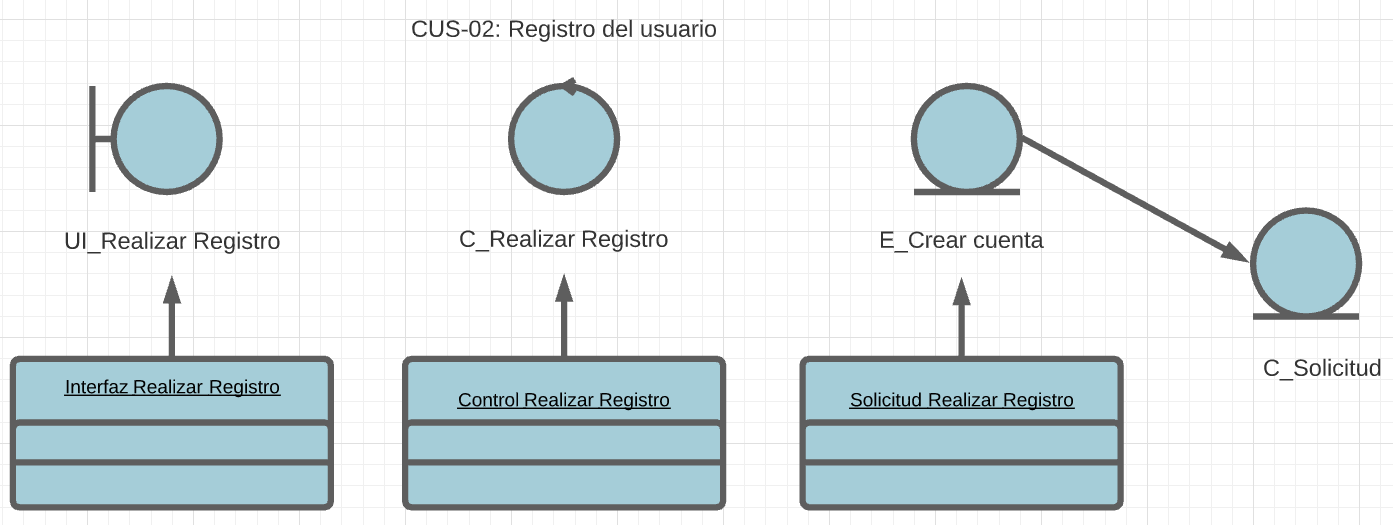 CUS-02: Registro del usuario
UI_Realizar Registro
C_Realizar Registro
E_Crear cuenta
C_Solicitud
Interfaz Realizar Registro
Control Realizar Registro
Solicitud Realizar Registro